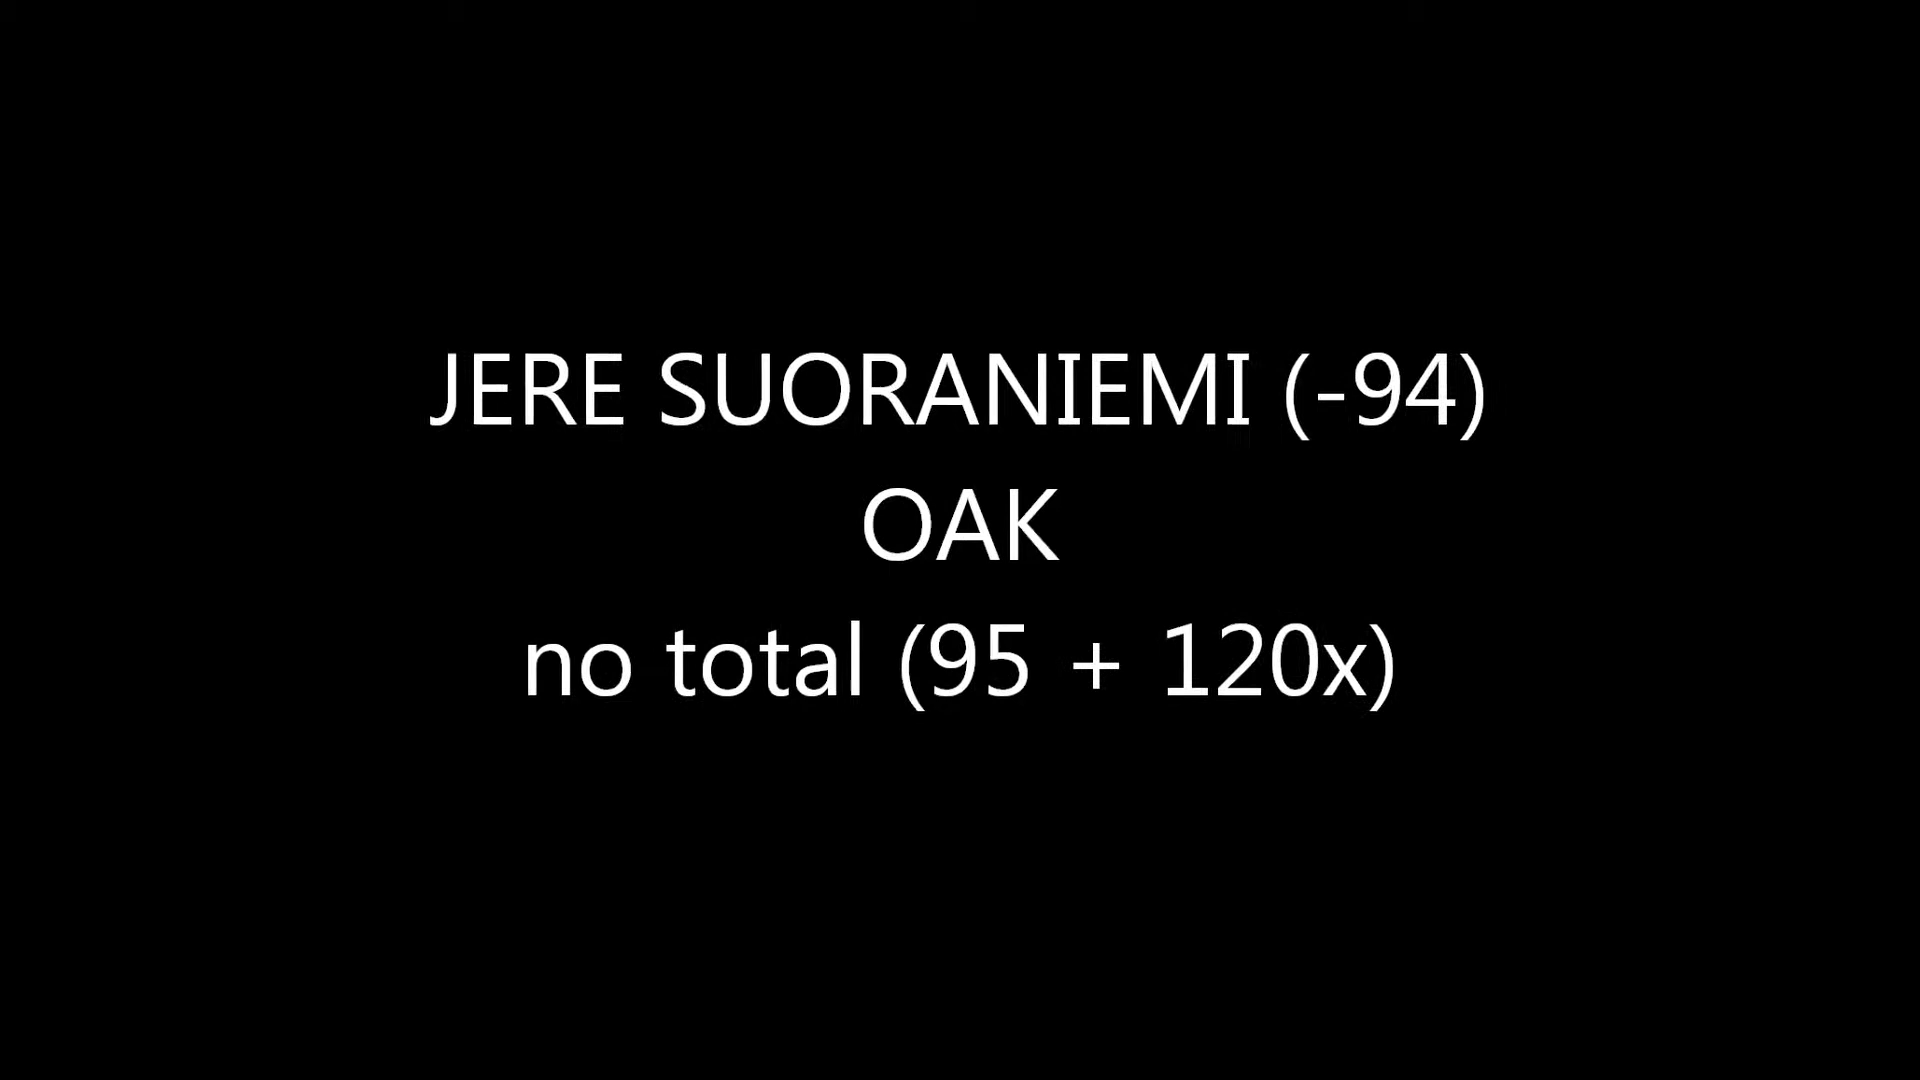 JERE SUORANIEMI (-94)
OAK
no total (95 + 120x)